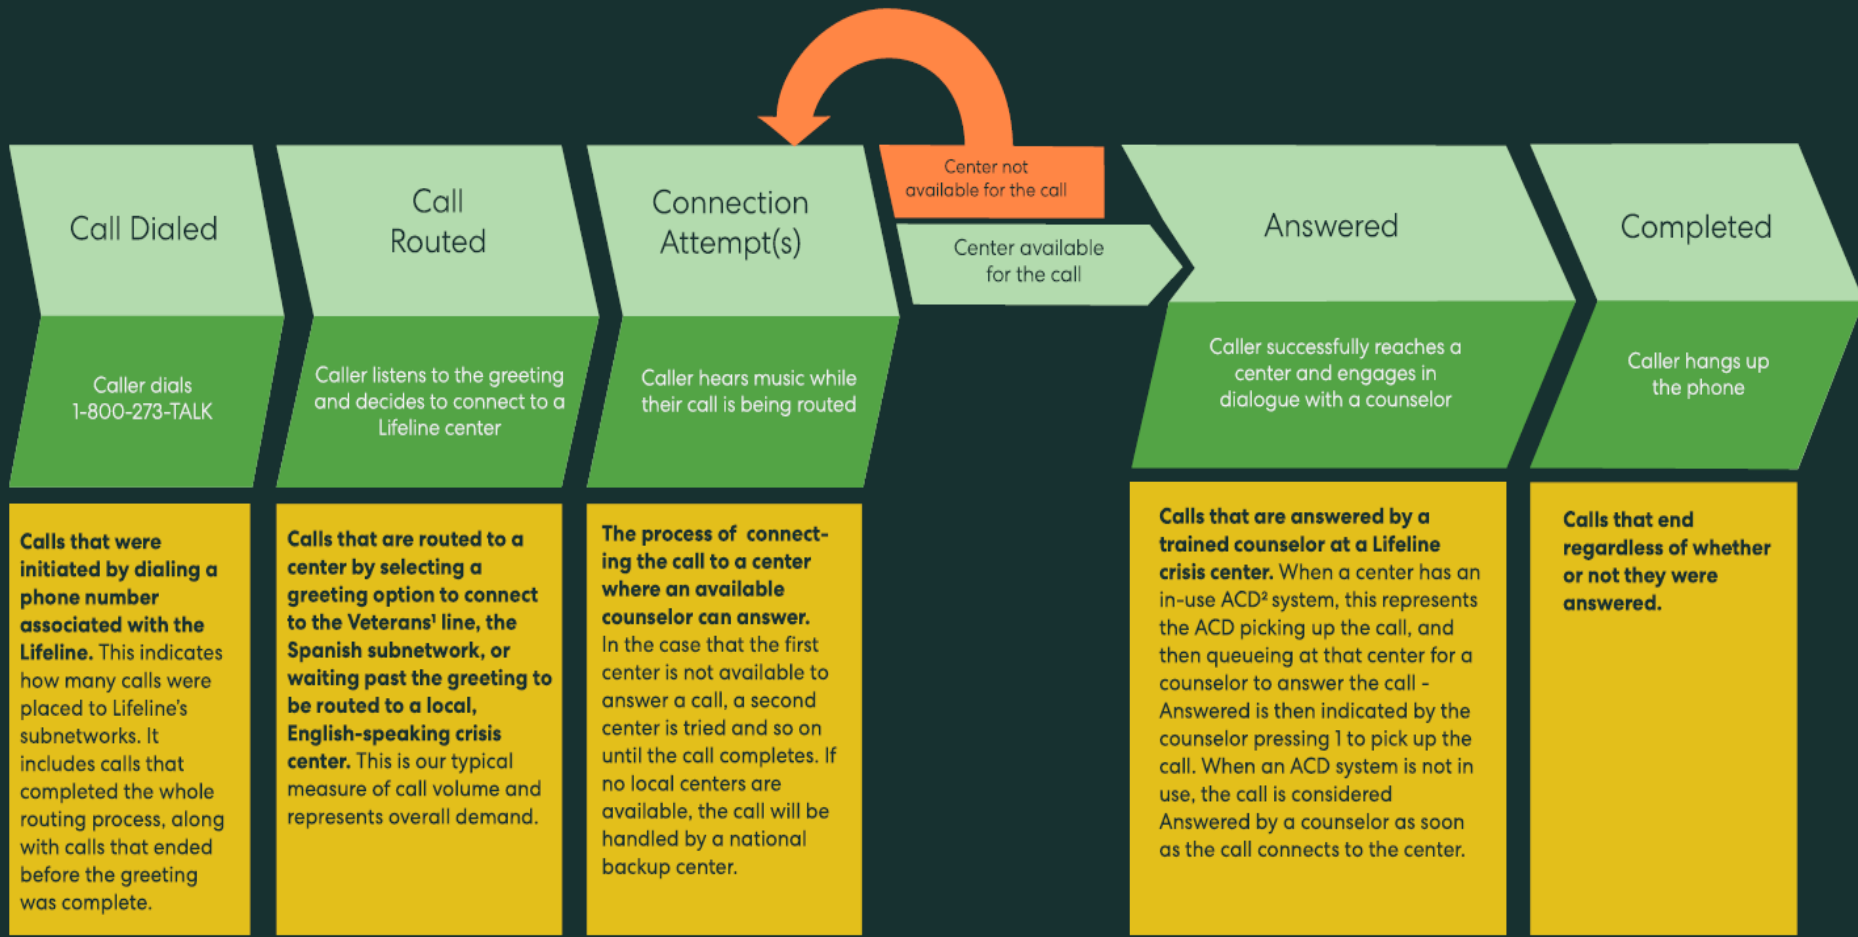 Call Dialed
Caller dials
1-800-273-TALK
Calls that were
initiated by dialing a
phone number
associated with the
Lifeline. This indicates
how many calls were
placed to Lifeline's
subnetworks. It
includes calls that
completed the whole
routing process, along
with calls that ended
before the greeting
was complete.
Call
Routed
Caller listens to the greeting
and decides to connect to a
Lifeline center
Calls that are routed to a
center by selecting a
greeting option to connect
to the Veterans¹ line, the
Spanish subnetwork, or
waiting past the greeting to
be routed to a local,
English-speaking crisis
center. This is our typical
measure of call volume and
represents overall demand.
Connection
Attempt(s)
Caller hears music while
their call is being routed
The process of connect-
ing the call to a center
where an available
counselor can answer.
In the case that the first
center is not available to
answer a call, a second
center is tried and so on
until the call completes. If
no local centers are
available, the call will be
handled by a national
backup center.
Center not
available for the call
Center available
for the call
Answered
Caller successfully reaches a
center and engages in
dialogue with a counselor
Calls that are answered by a
trained counselor at a Lifeline
crisis center. When a center has an
in-use ACD² system, this represents
the ACD picking up the call, and
then queueing at that center for a
counselor to answer the call -
Answered is then indicated by the
counselor pressing 1 to pick up the
call. When an ACD system is not in
use, the call is considered
Answered by a counselor as soon
as the call connects to the center.
Completed
Caller hangs up
the phone
Calls that end
regardless of whether
or not they were
answered.